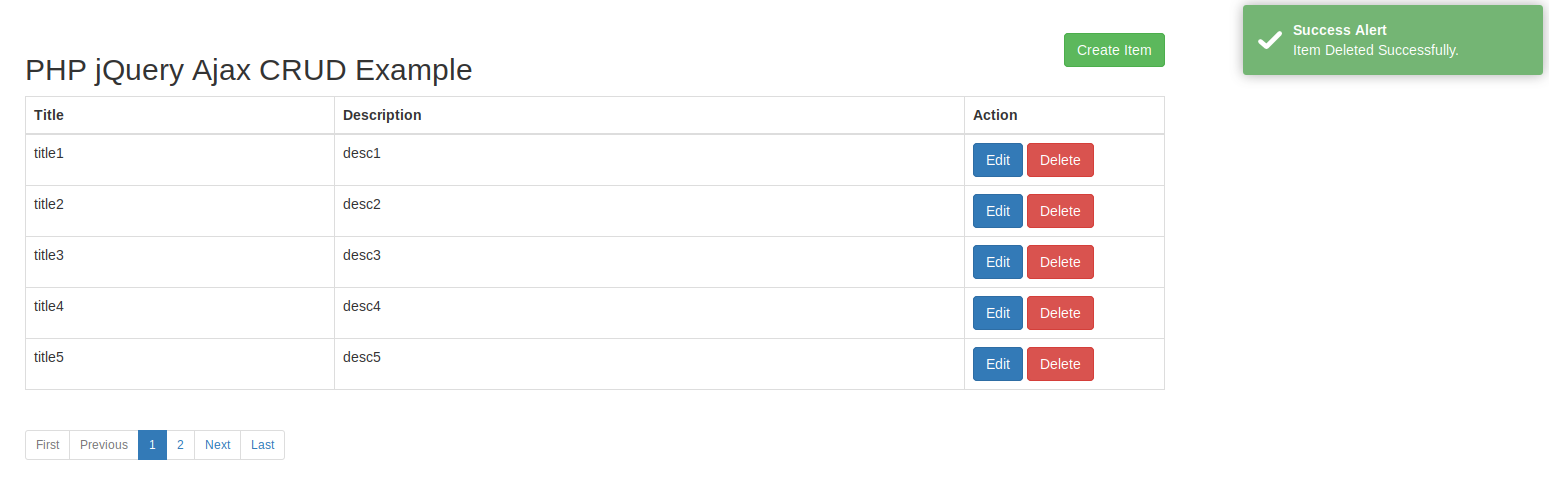 Success Alert
Item Deleted Successfully.
Create Item
PHP jQuery Ajax CRUD Example
Title Description Action
title1 desc1 Edit Delete
title2 desc2 Edit Delete
title3 desc3 Edit Delete
title4 desc4 Edit Delete
title5 desc5 Edit Delete
First Previous 1 2 Next Last